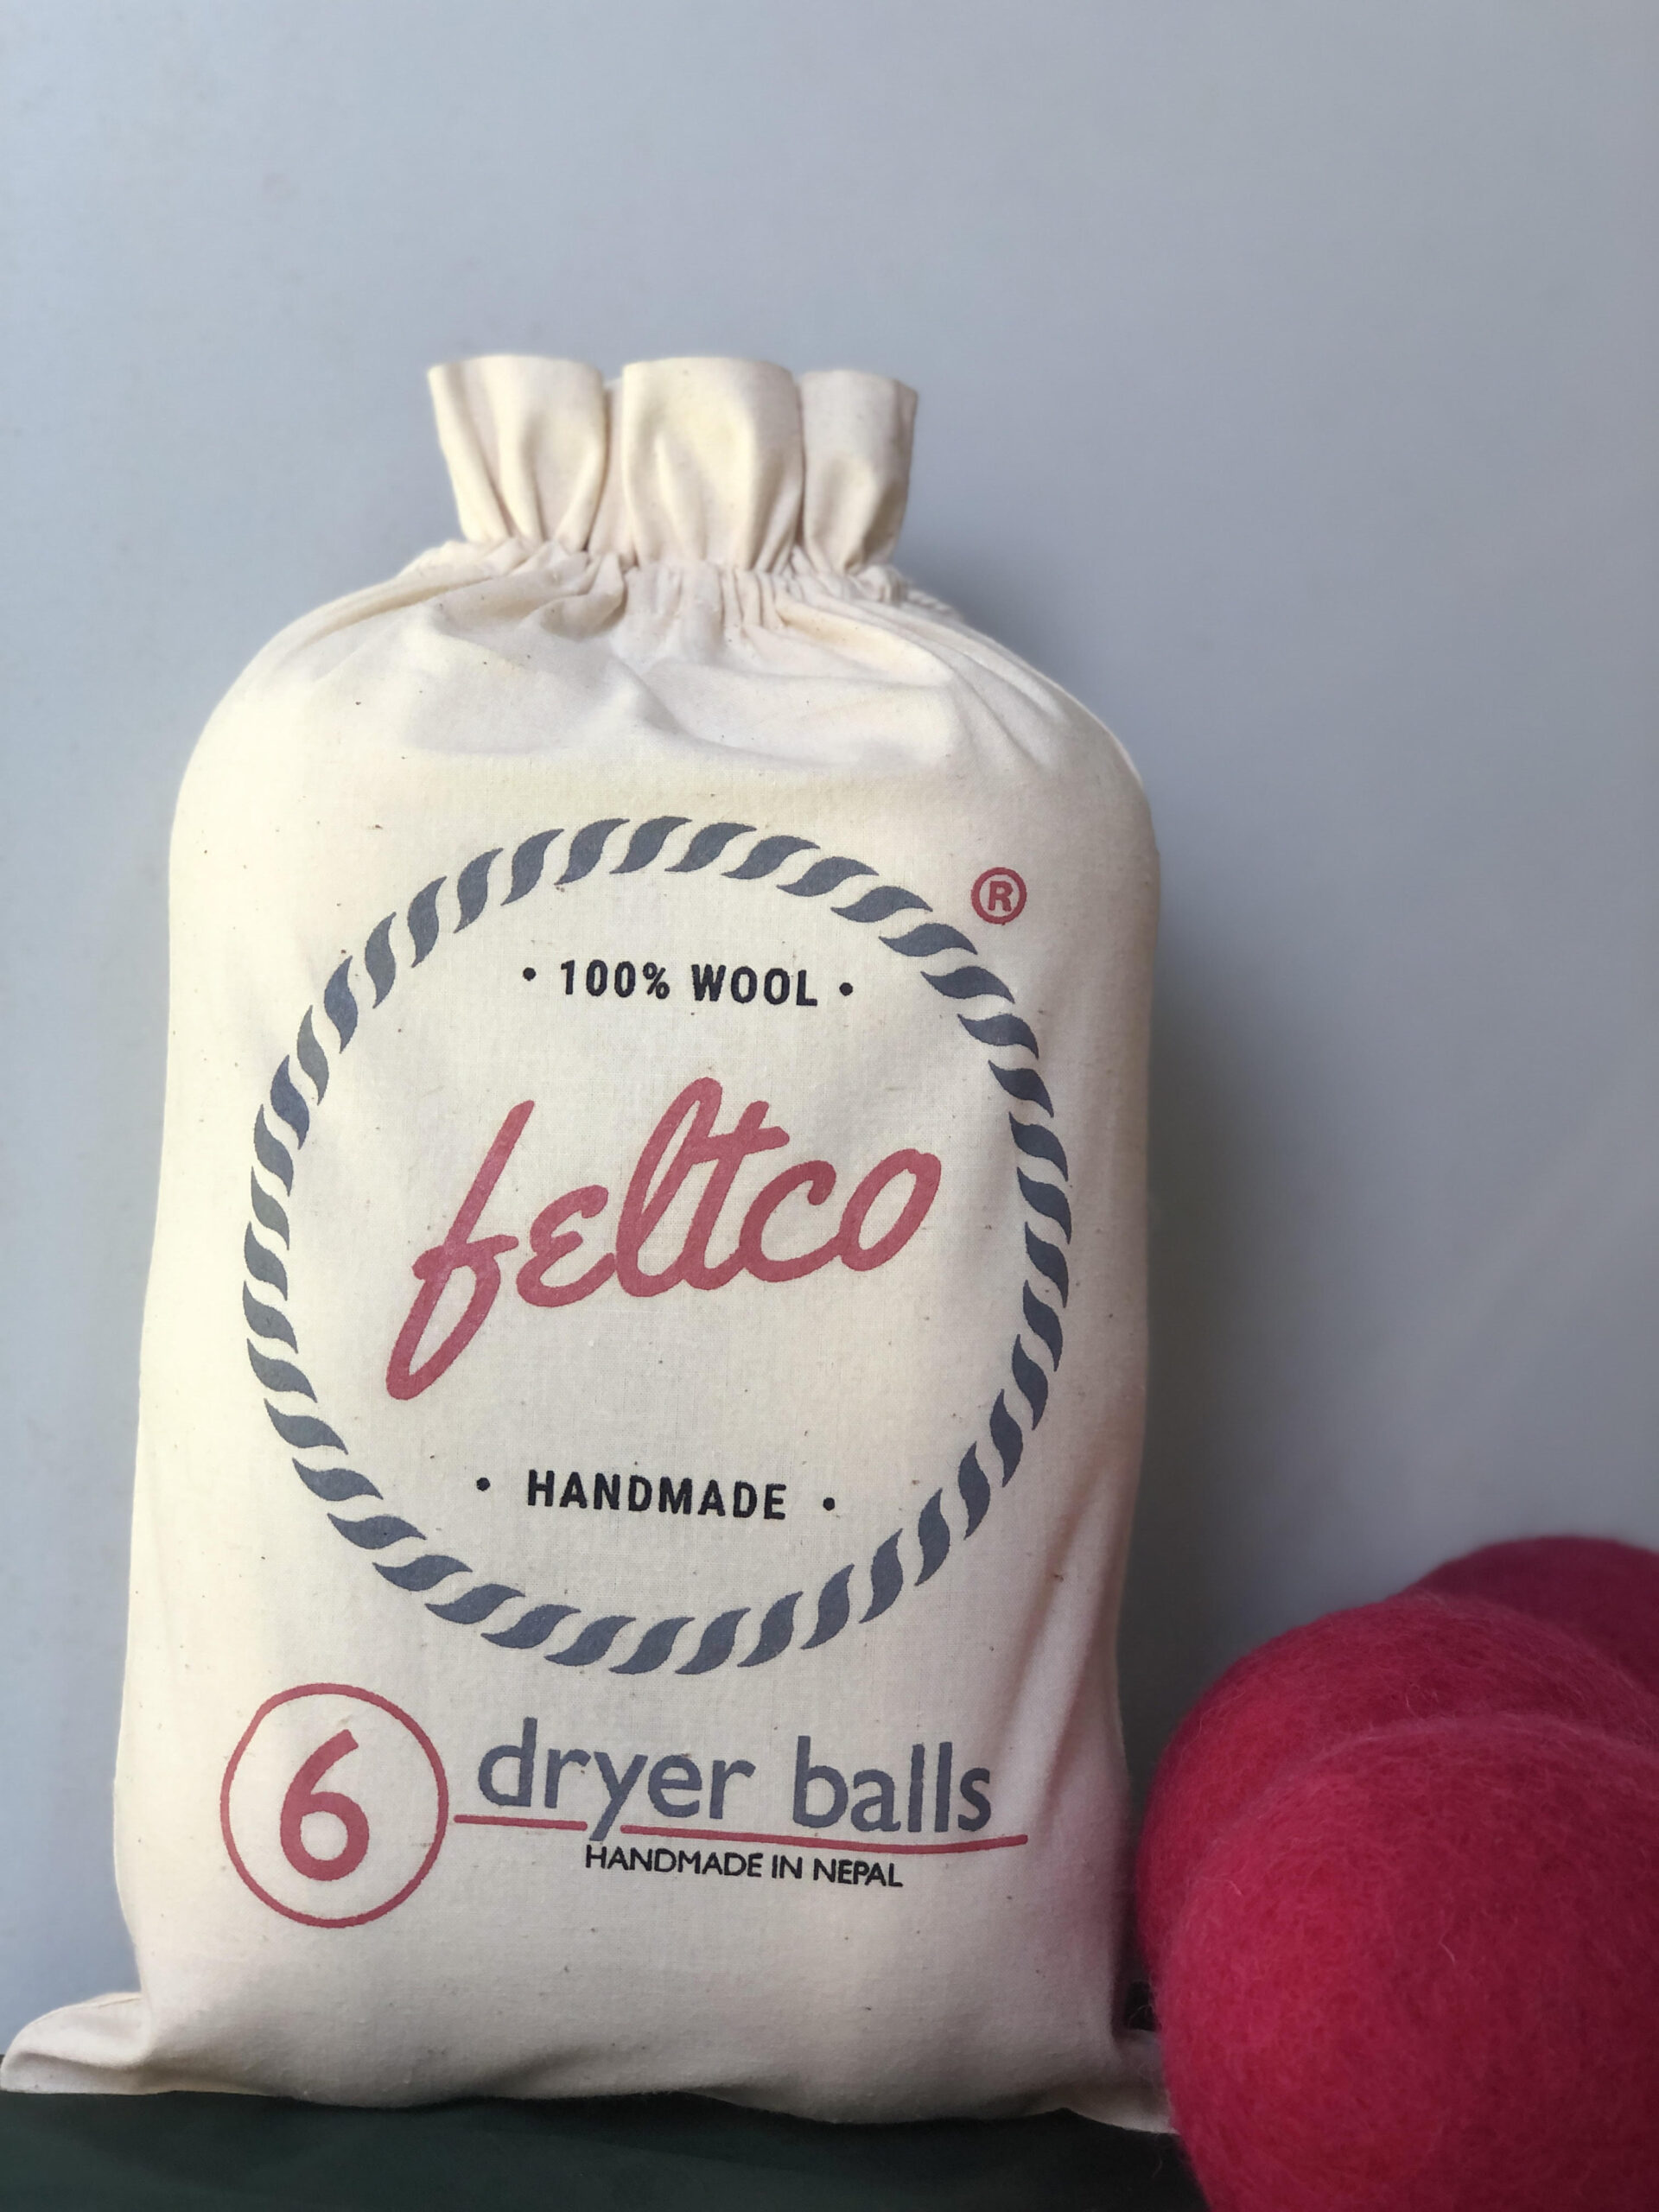 ®
• 100% WOOL •
feltco
• HANDMADE •
6 dryer balls
HANDMADE IN NEPAL